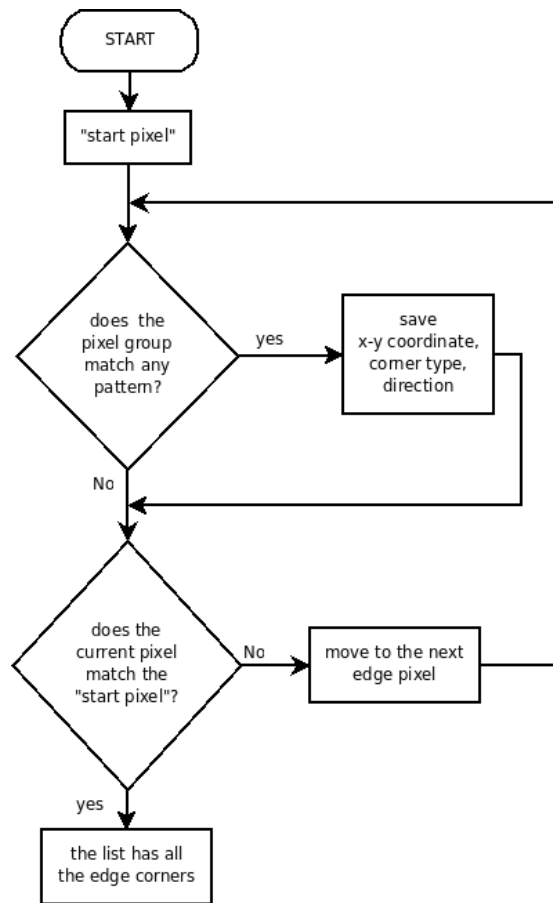 START
"start pixel"
does the
pixel group
match any
pattern?
yes
save
x-y coordinate,
corner type,
direction
No
does the
current pixel
match the
"start pixel"?
No
move to the next
edge pixel
yes
the list has all
the edge corners